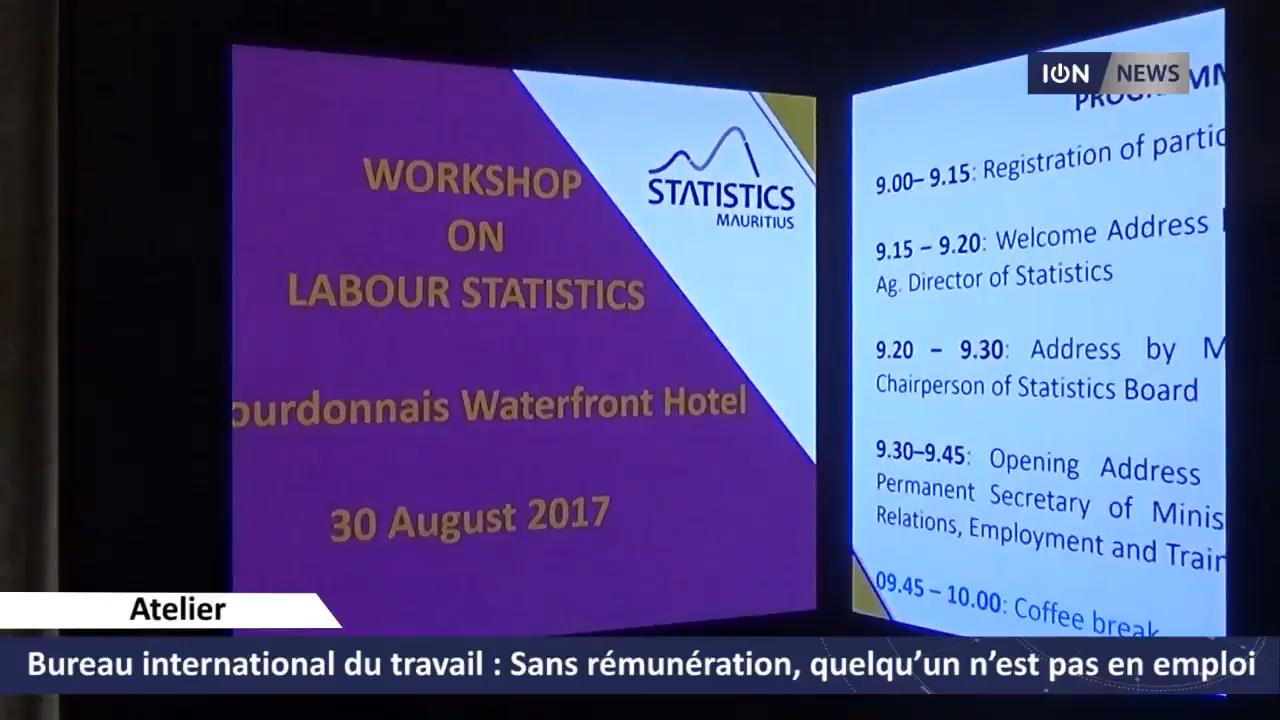 WORKSHOP
ON
LABOUR STATISTICS
ourdonnais Waterfront Hotel
30 August 2017
STATISTICS
MAURITIUS
ION NEWS
9.00– 9.15: Registration of partic
9.15 – 9.20: Welcome Address
Ag. Director of Statistics
9.20 – 9.30: Address by M
Chairperson of Statistics Board
9.30–9.45: Opening Address
Permanent Secretary of Minis
Relations, Employment and Train
09.45 – 10.00: Coffee break
Atelier
Bureau international du travail : Sans rémunération, quelqu’un n’est pas en emploi